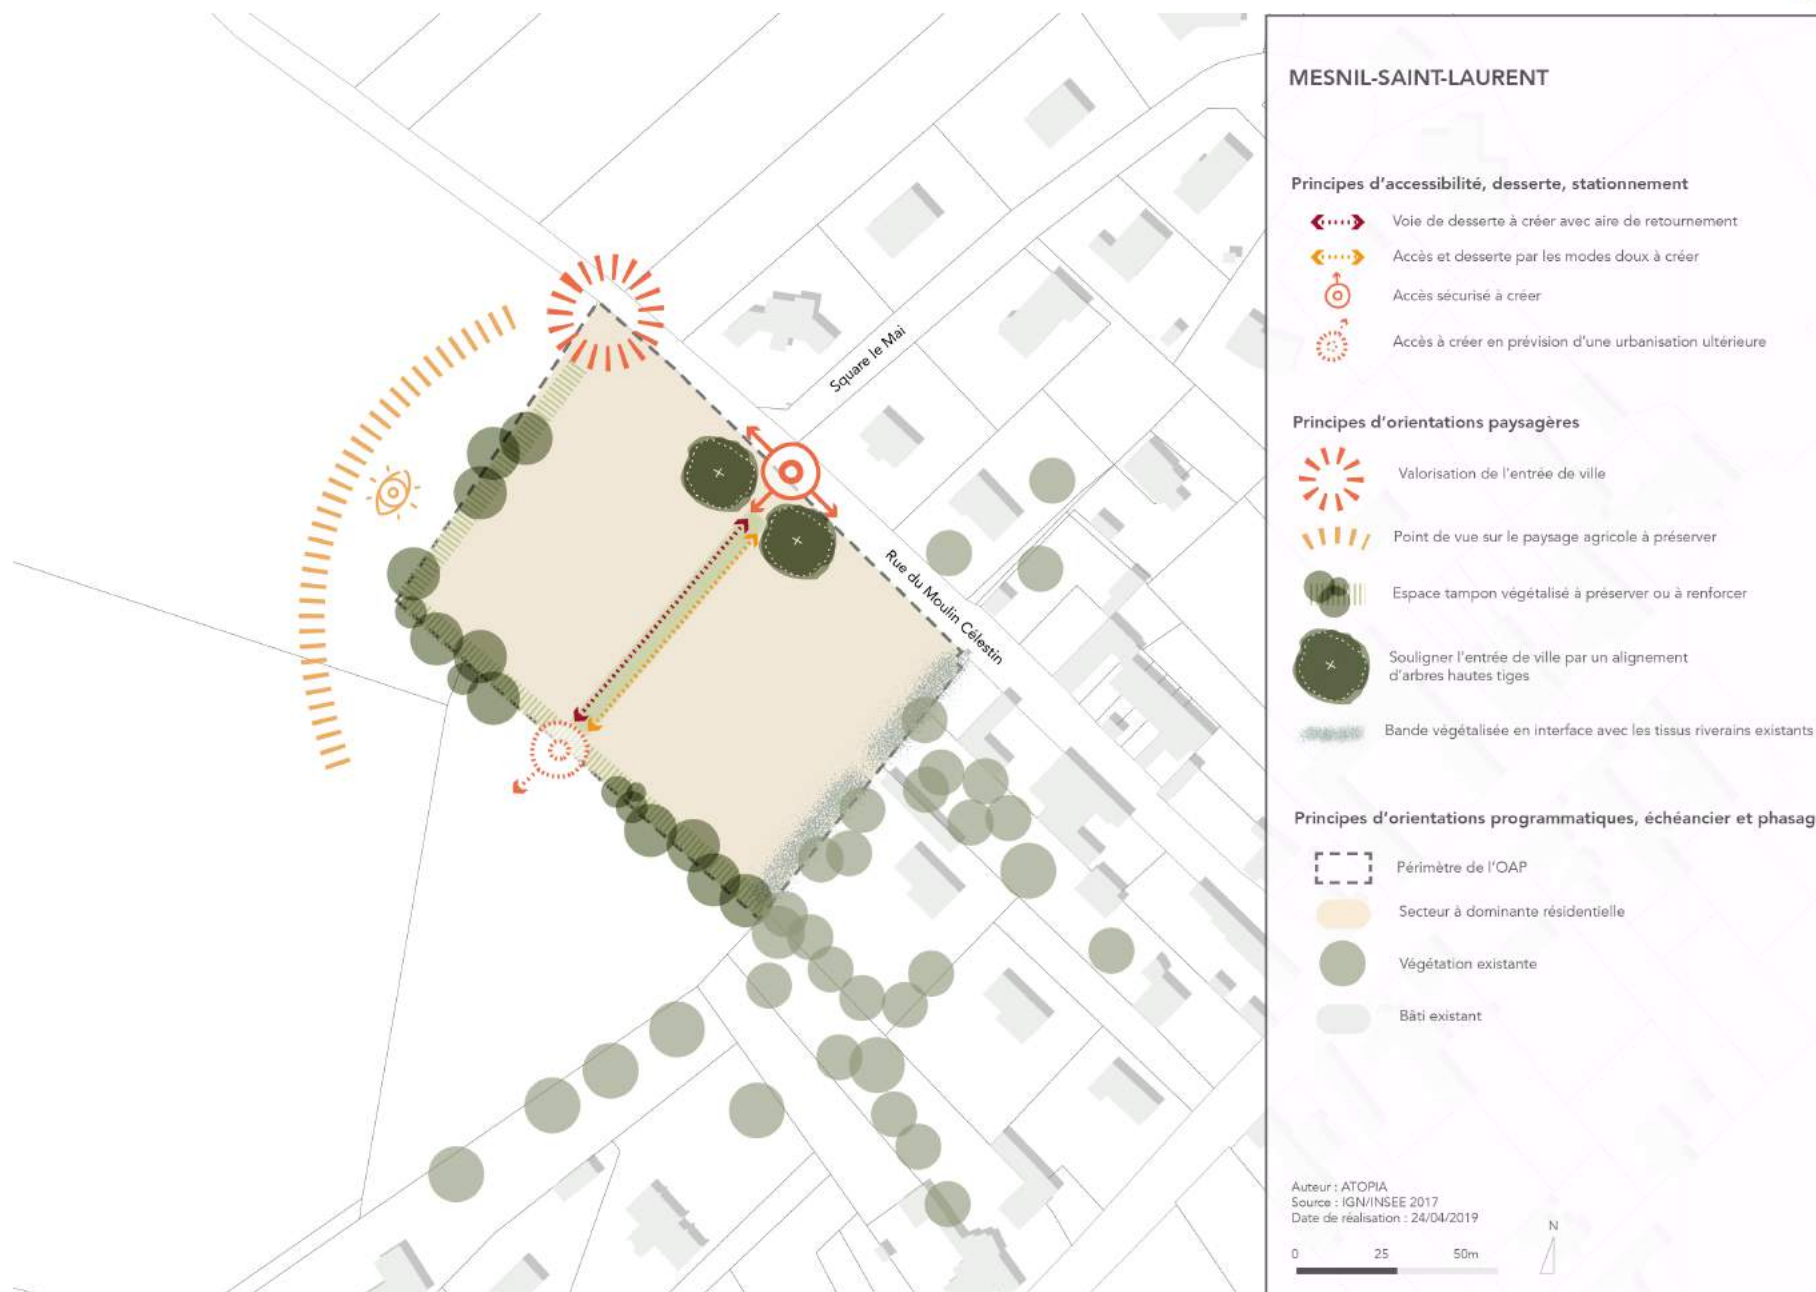 MESNIL-SAINT-LAURENT
Principes d'accessibilité, desserte, stationnement
Voie de desserte à créer avec aire de retournement
Accès et desserte par les modes doux à créer
Accès sécurisé à créer
Accès à créer en prévision d'une urbanisation ultérieure
Principes d'orientations paysagères
Valorisation de l'entrée de ville
Point de vue sur le paysage agricole à préserver
Espace tampon végétalisé à préserver ou à renforcer
Souligner l'entrée de ville par un alignement
d'arbres hautes tiges
Bande végétalisée en interface avec les tissus riverains existants
Principes d'orientations programmatiques, échéancier et phasag
Périmètre de l'OAP
Secteur à dominante résidentielle
Végétation existante
Bâti existant
Auteur : ATOPIA
Source : IGN/INSEE 2017
Date de réalisation : 24/04/2019
N
0 25 50m
Square le Mai
Rue du Moulin Célestin